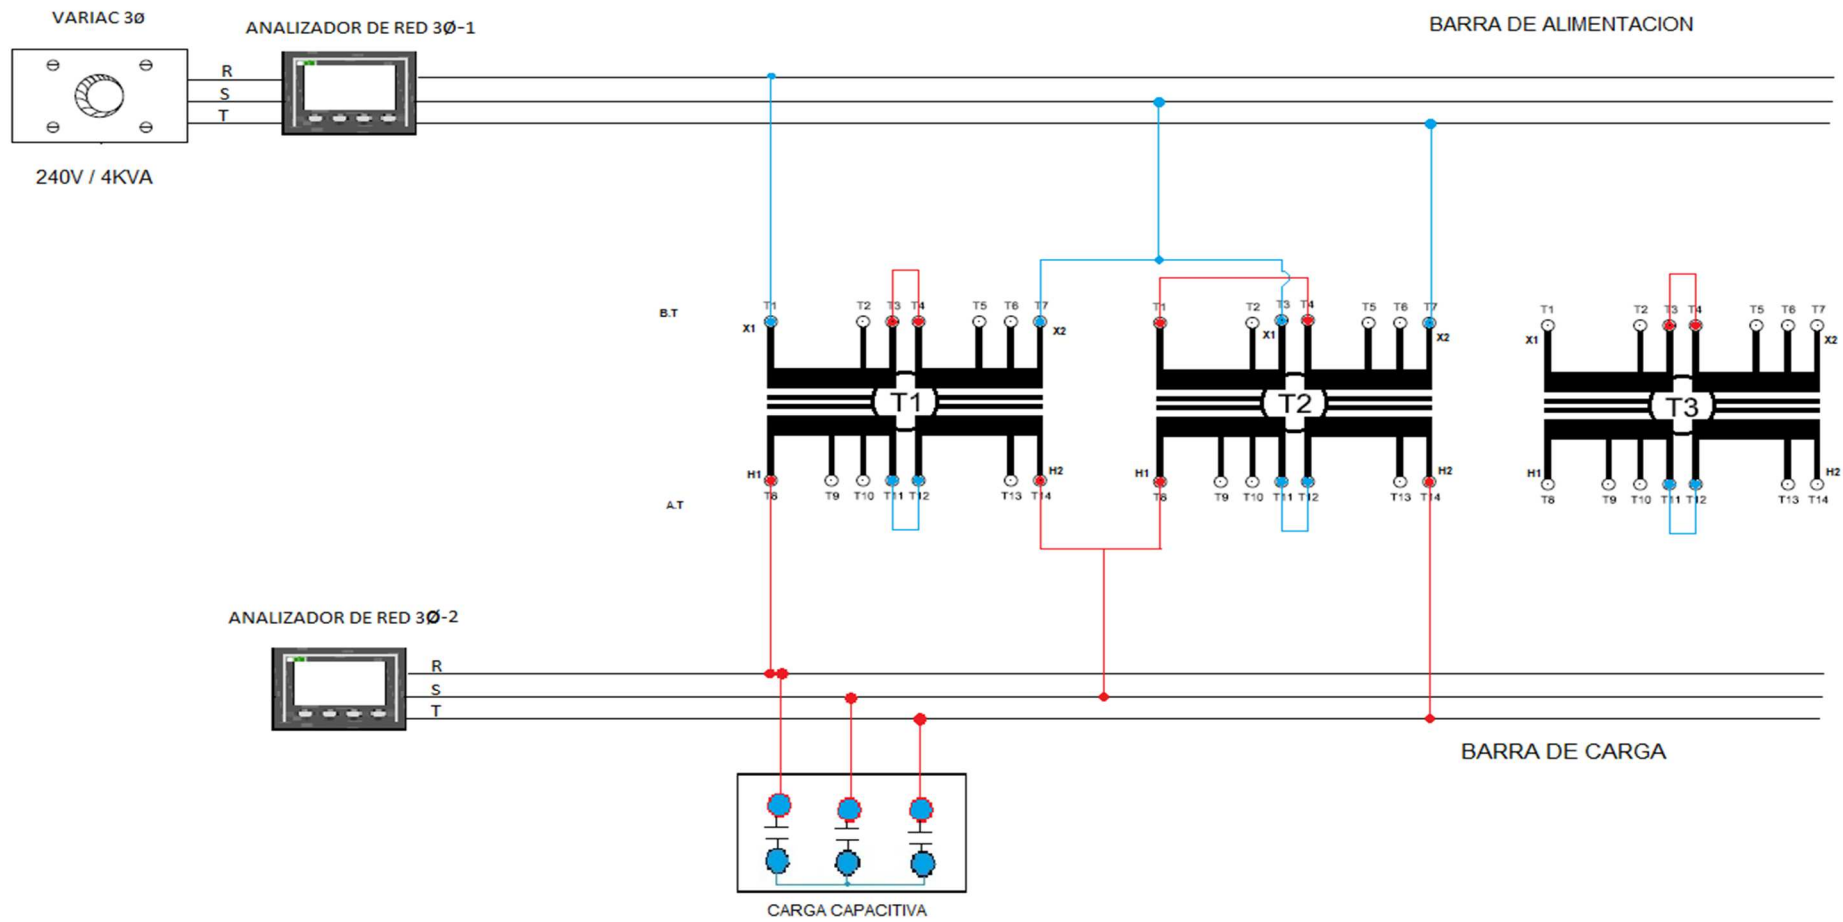 VARIAC 3ø
ANALIZADOR DE RED 3Ø-1
BARRA DE ALIMENTACION
R
S
T
240V / 4KVA
B.T
T1 T2 T3 T4 T5 T6 T7
X1 X2
T1
H1 H2
T8 T9 T10 T11 T12 T13 T14
T1 T2 T3 T4 T5 T6 T7
X1 X2
T2
H1 H2
T8 T9 T10 T11 T12 T13 T14
T1 T2 T3 T4 T5 T6 T7
X1 X2
T3
H1 H2
T8 T9 T10 T11 T12 T13 T14
A.T
ANALIZADOR DE RED 3Ø-2
R
S
T
BARRA DE CARGA
CARGA CAPACITIVA